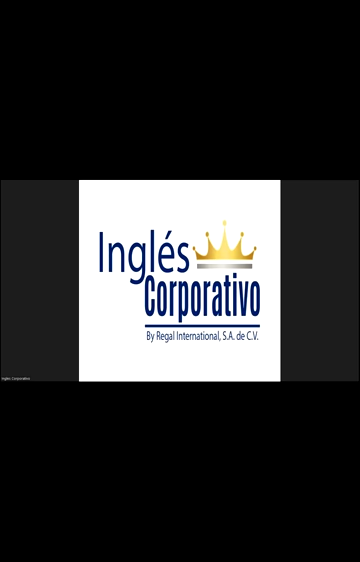 Inglés
Corporativo
By Regal International, S.A. de C.V.
Inglés Corporativo